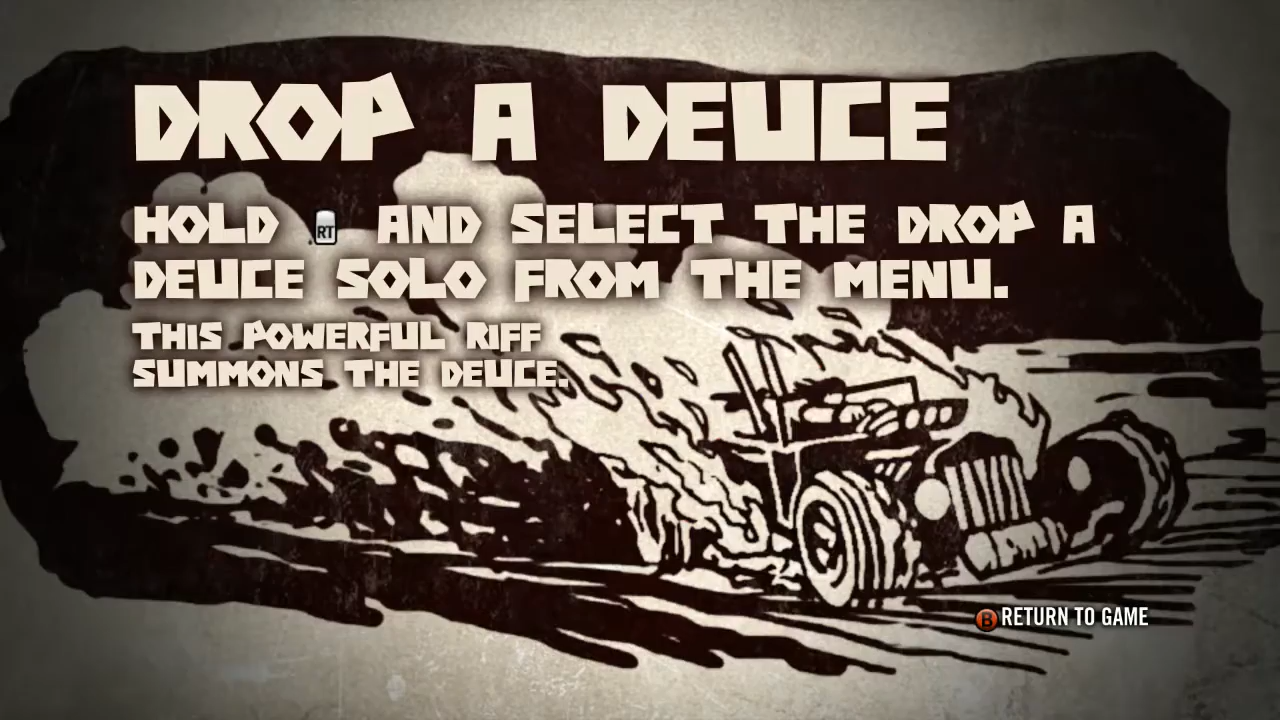 DROP A DEUCE
HOLD RT AND SELECT THE DROP A
DEUCE SOLO FROM THE MENU.
THIS POWERFUL RIFF
SUMMONS THE DEUCE.
B RETURN TO GAME